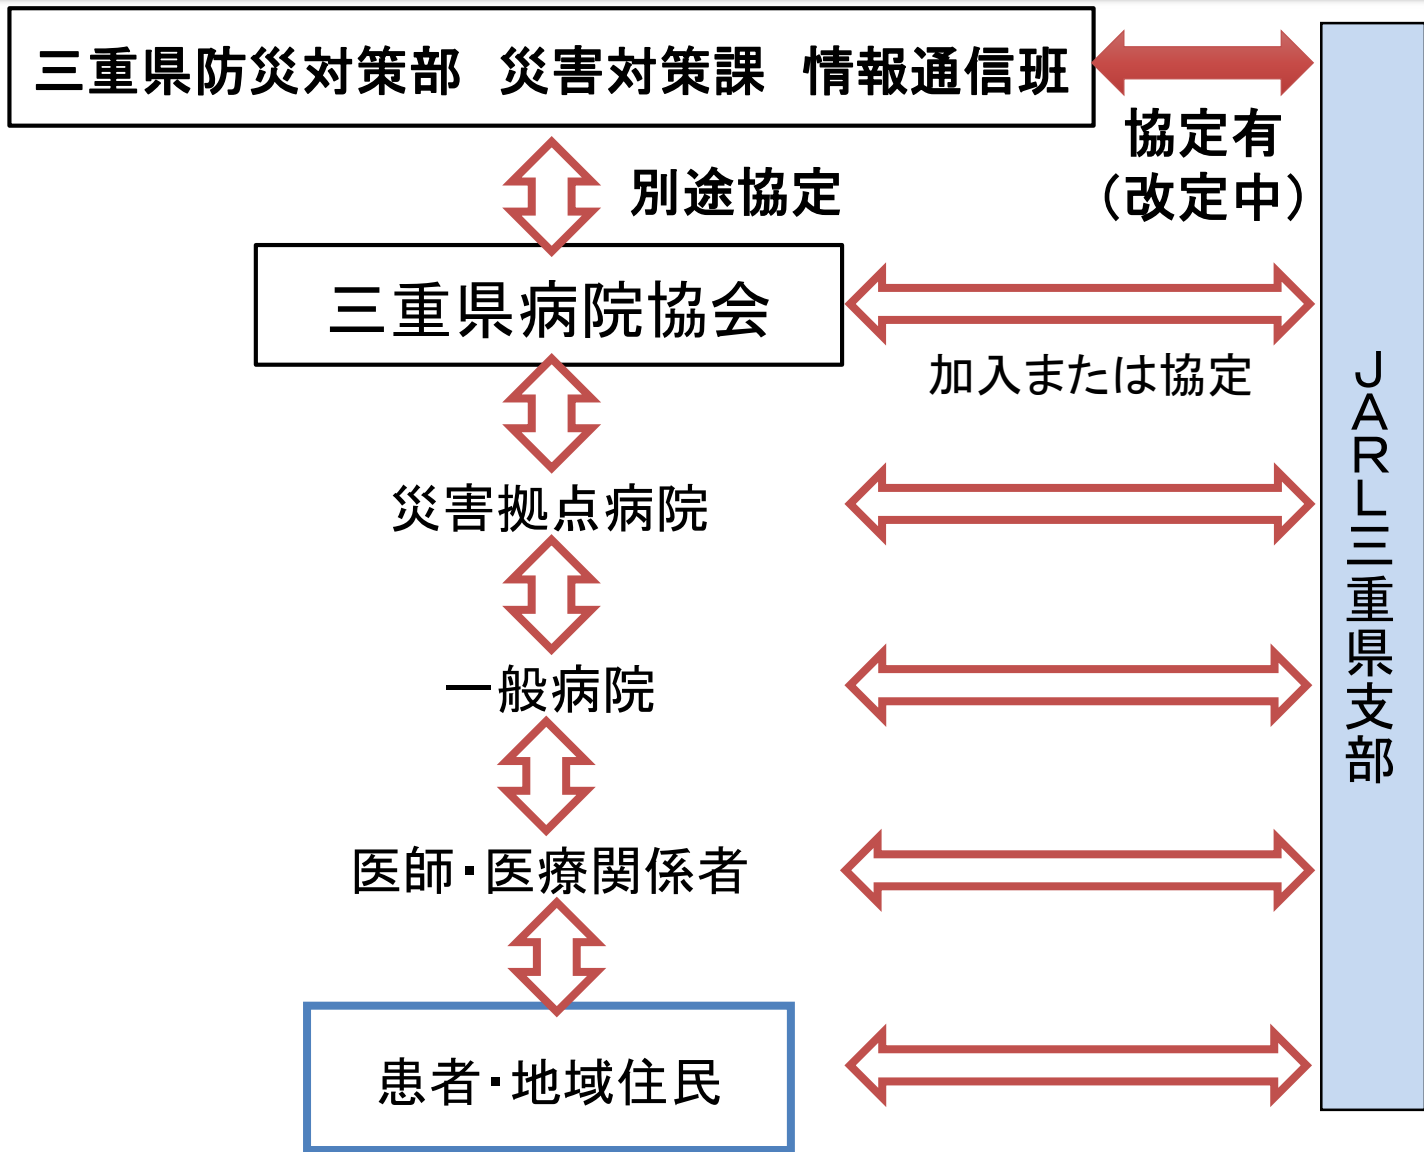 三重県防災対策部　災害対策課　情報通信班
協定有
（改定中）
別途協定
三重県病院協会
加入または協定
災害拠点病院
一般病院
医師・医療関係者
患者・地域住民
ＪＡＲＬ三重県支部